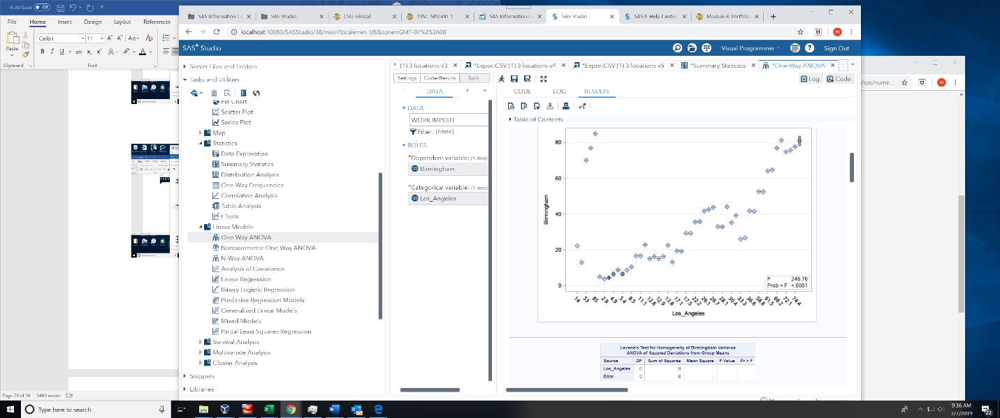 AutoSave Off
File Home Insert Design Layout References
Calibri 11 A A Aa
Paste B I U ab x₂ x² A A
Clipboard Font
Page 28 of 36 3469 words
SAS Studio CSU-Global SAS Studio SAS® Help Center Module 8: Portfolio
localhost:10080/SASStudio/38/main?locale=en_US&zone=GMT-07%253A00
/sas/nume...
SAS® Studio Visual Programmer Sign Out
Server Files and Folders
Tasks and Utilities
Pie Chart
Scatter Plot
Series Plot
Map
Statistics
Data Exploration
Summary Statistics
Distribution Analysis
One-Way Frequencies
Correlation Analysis
Table Analysis
t Tests
Linear Models
One-Way ANOVA
Nonparametric One-Way ANOVA
N-Way ANOVA
Analysis of Covariance
Linear Regression
Binary Logistic Regression
Predictive Regression Models
Generalized Linear Models
Mixed Models
Partial Least Squares Regression
Survival Analysis
Multivariate Analysis
Cluster Analysis
Snippets
Libraries
(1) 3 locations v3 *ExportCSV (1) 3 locations v4 *ExportCSV (1) 3 locations v5 *Summary Statistics *One-Way ANOVA
Settings Code/Results Split Log Code
DATA
DATA
WORK.IMPORT
Filter: (none)
ROLES
*Dependent variable: (1 item)
Birmingham
*Categorical variable: (1 item)
Los_Angeles
CODE LOG RESULTS
Table of Contents
80
60
40
20
0
Birmingham
F 246.76
Prob > F <.0001
14 53 85 2.9 4.9 5.4 8.5 11.1 12.6 12.9 13.8 17.1 17.5 22.2 26.1 26.7 28.1 30.4 33.3 36.6 58.8 61.5 66.2 72.1 74.4
Los_Angeles
Levene's Test for Homogeneity of Birmingham Variance
ANOVA of Squared Deviations from Group Means
Source DF Sum of Squares Mean Square F Value Pr > F
Los_Angeles 0 0
Error 0 0 .
Type here to search
9:36 AM
7/7/2019
22